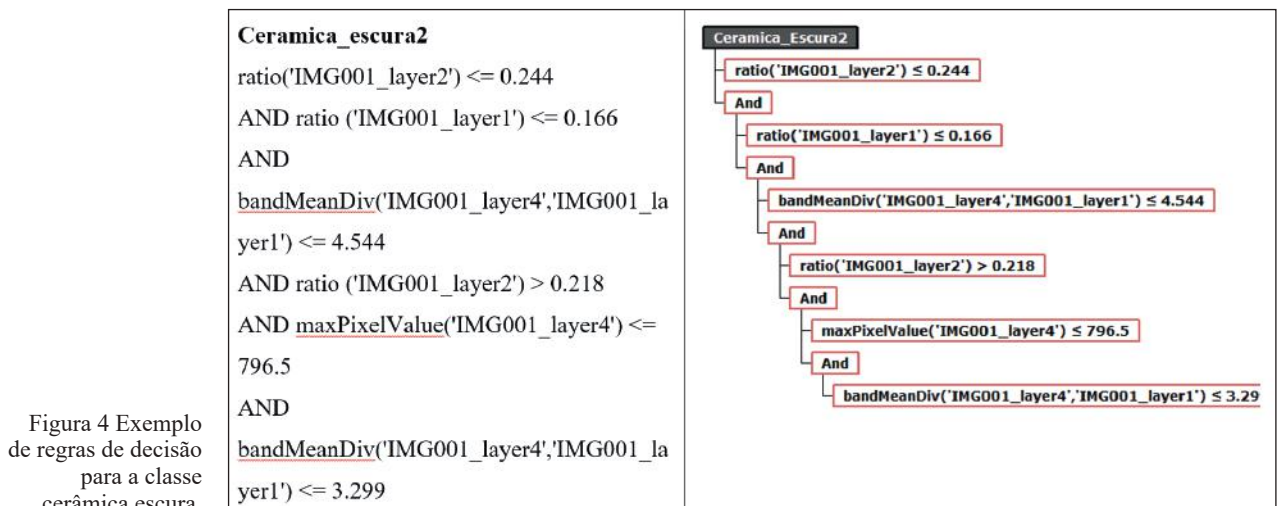 Ceramica_escura2
ratio('IMG001_layer2') <= 0.244
AND ratio ('IMG001_layer1') <= 0.166
AND
bandMeanDiv('IMG001_layer4','IMG001_la
yer1') <= 4.544
AND ratio ('IMG001_layer2') > 0.218
AND maxPixelValue('IMG001_layer4') <=
796.5
AND
bandMeanDiv('IMG001_layer4','IMG001_la
yer1') <= 3.299
Ceramica_Escura2
ratio('IMG001_layer2') ≤ 0.244
And
ratio('IMG001_layer1') ≤ 0.166
And
bandMeanDiv('IMG001_layer4','IMG001_layer1') ≤ 4.544
And
ratio('IMG001_layer2') > 0.218
And
maxPixelValue('IMG001_layer4') ≤ 796.5
And
bandMeanDiv('IMG001_layer4','IMG001_layer1') ≤ 3.29
Figura 4 Exemplo
de regras de decisão
para a classe
cerâmica escura.